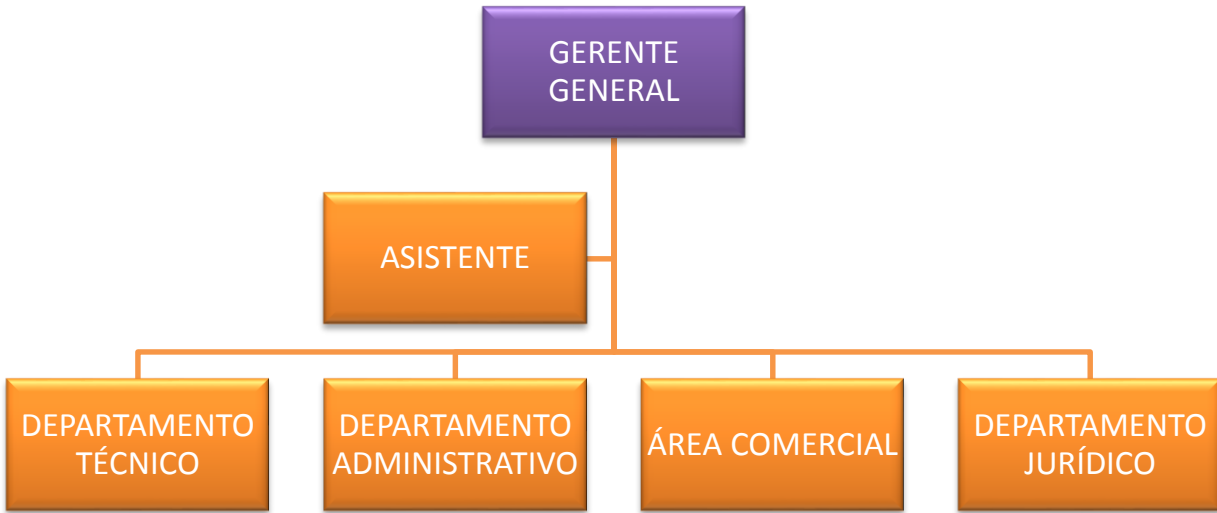 GERENTE
GENERAL
ASISTENTE
DEPARTAMENTO
TÉCNICO
DEPARTAMENTO
ADMINISTRATIVO
ÁREA COMERCIAL
DEPARTAMENTO
JURÍDICO